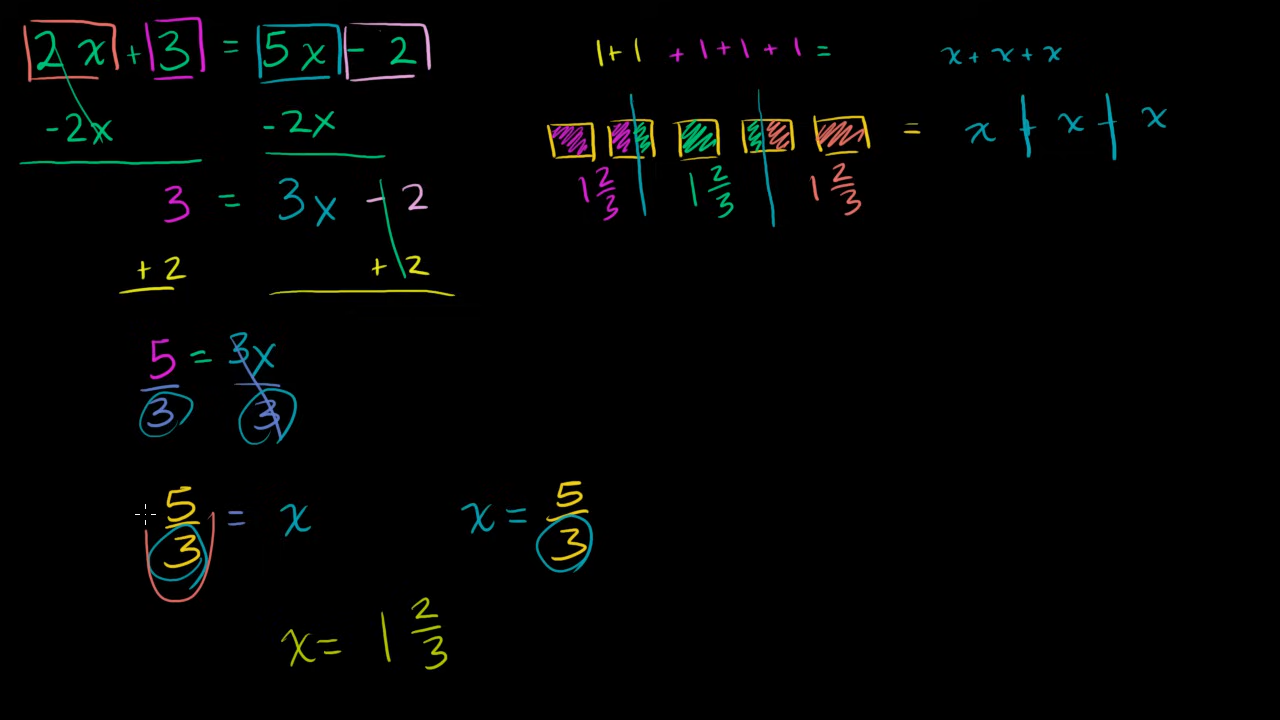 2x + 3 = 5x - 2
-2x -2x
3 = 3x - 2
+ 2 + 2
5/3 = 3x/3
5/3 = x
x = 5/3
x = 1 2/3
1 + 1 + 1 + 1 + 1 =
x + x + x
= x + x + x
1 2/3 1 2/3 1 2/3